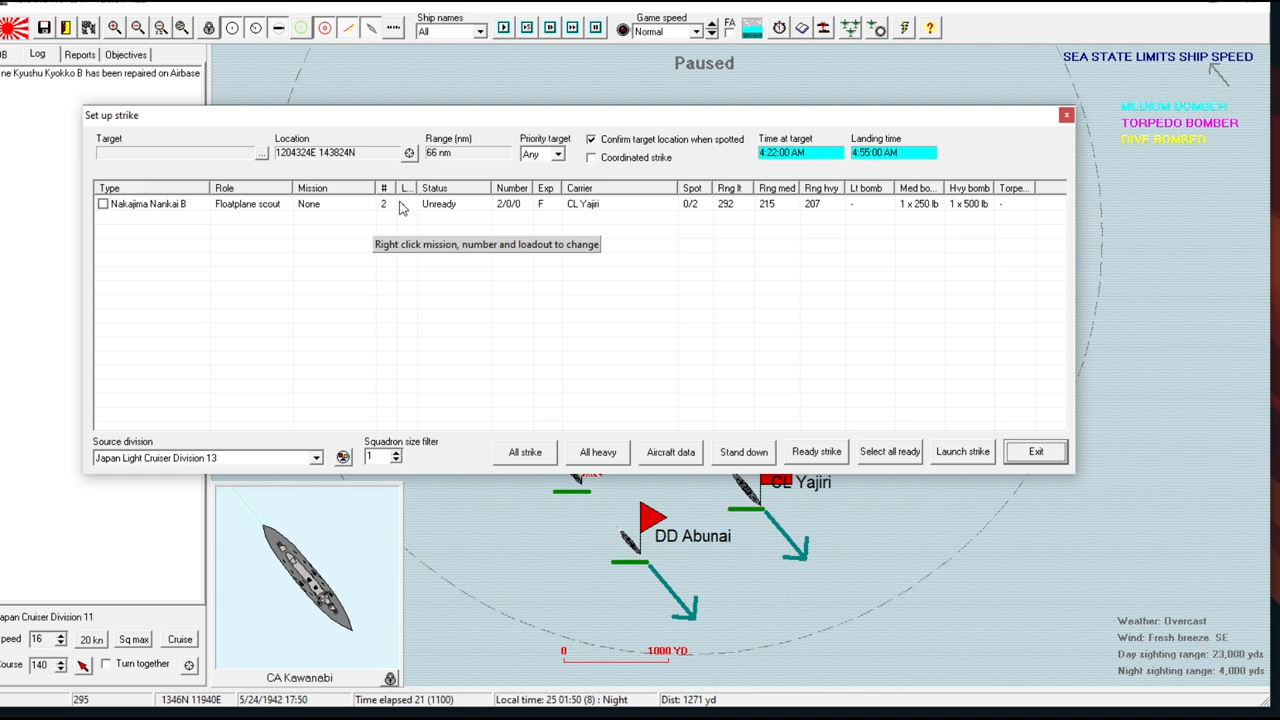 Ship names
Game speed
All
Normal
FA
Log
Reports
Objectives
ne Kyushu Kyokko B has been repaired on Airbase
Paused
SEA STATE LIMITS SHIP SPEED
MEDIUM BOMBER
TORPEDO BOMBER
DIVE BOMBER
Set up strike
x
Target
Location
Range (nm)
Priority target
Confirm target location when spotted
Time at target
Landing time
...
1204324E 143824N
66 nm
Any
Coordinated strike
4:22:00 AM
4:55:00 AM
Type Role Mission # L... Status Number Exp Carrier Spot Rng lt Rng med Rng hvy Lt bomb Med bo... Hvy bomb Torpe...
Nakajima Nankai B Floatplane scout None 2 Unready 2/0/0 F CL Yajiri 0/2 292 215 207 - 1 x 250 lb 1 x 500 lb -
Right click mission, number and loadout to change
Source division
Squadron size filter
Japan Light Cruiser Division 13
1
All strike
All heavy
Aircraft data
Stand down
Ready strike
Select all ready
Launch strike
Exit
CL Yajiri
DD Abunai
apan Cruiser Division 11
peed 16 20 kn Sq max Cruise
Course 140 Turn together
CA Kawanabi
0 1000 YD
Weather: Overcast
Wind: Fresh breeze SE
Day sighting range: 23,000 yds
Night sighting range: 4,000 yds
295 1346N 11940E 5/24/1942 17:50 Time elapsed 21 (1100) Local time: 25 01:50 (8) : Night Dist: 1271 yd